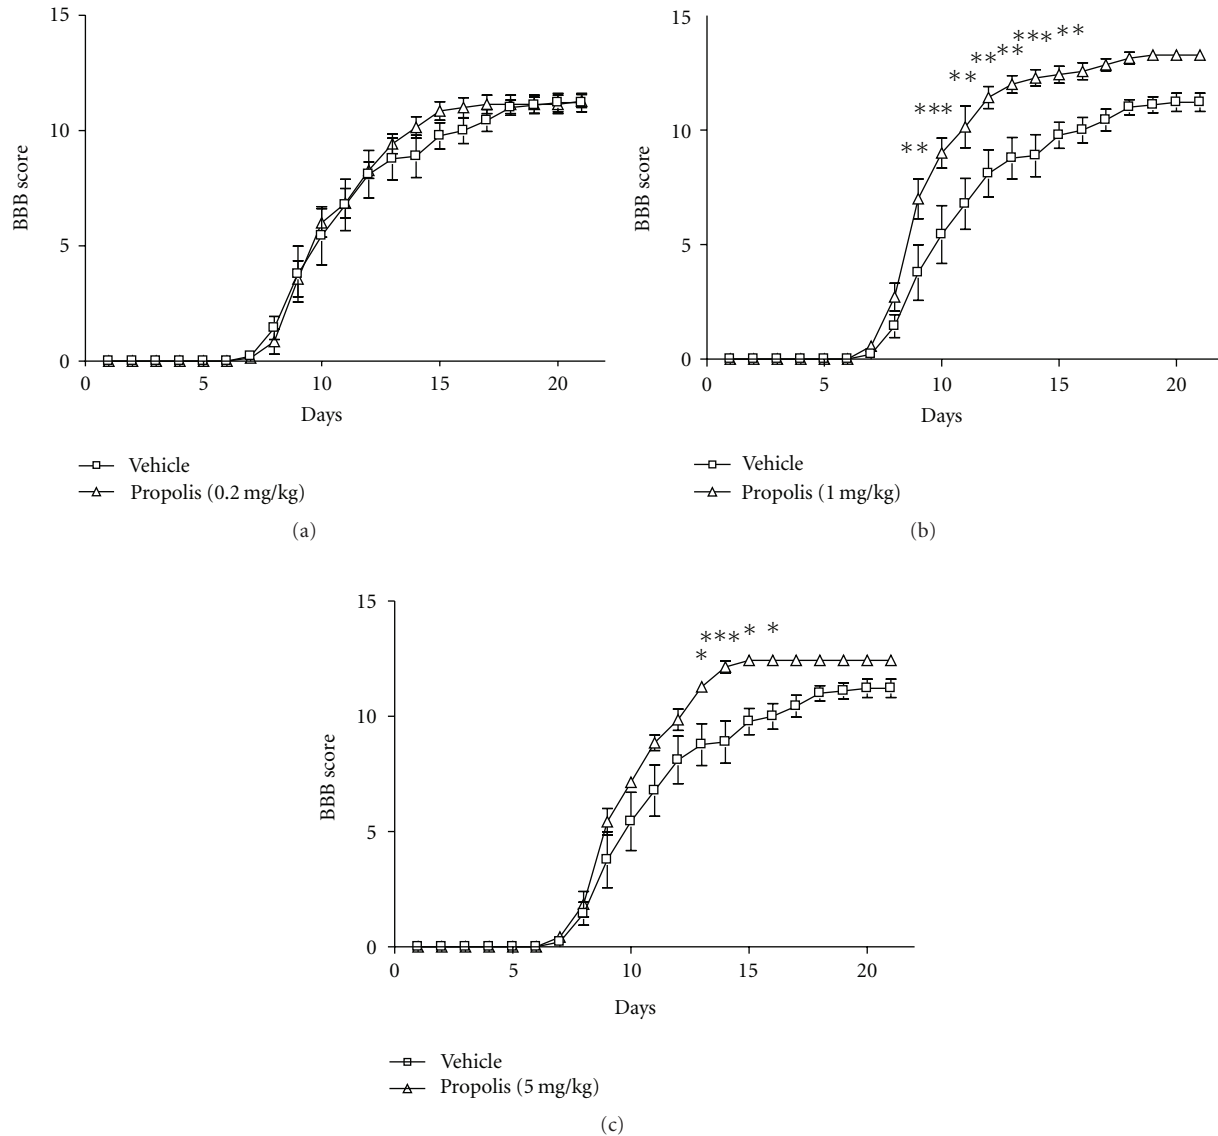 15
10
5
0
BBB score
0 5 10 15 20
Days
Vehicle
Propolis (0.2 mg/kg)
(a)
15
10
5
0
BBB score
** *** ** ** ** *** **
0 5 10 15 20
Days
Vehicle
Propolis (1 mg/kg)
(b)
15
10
5
0
BBB score
* *** * *
0 5 10 15 20
Days
Vehicle
Propolis (5 mg/kg)
(c)